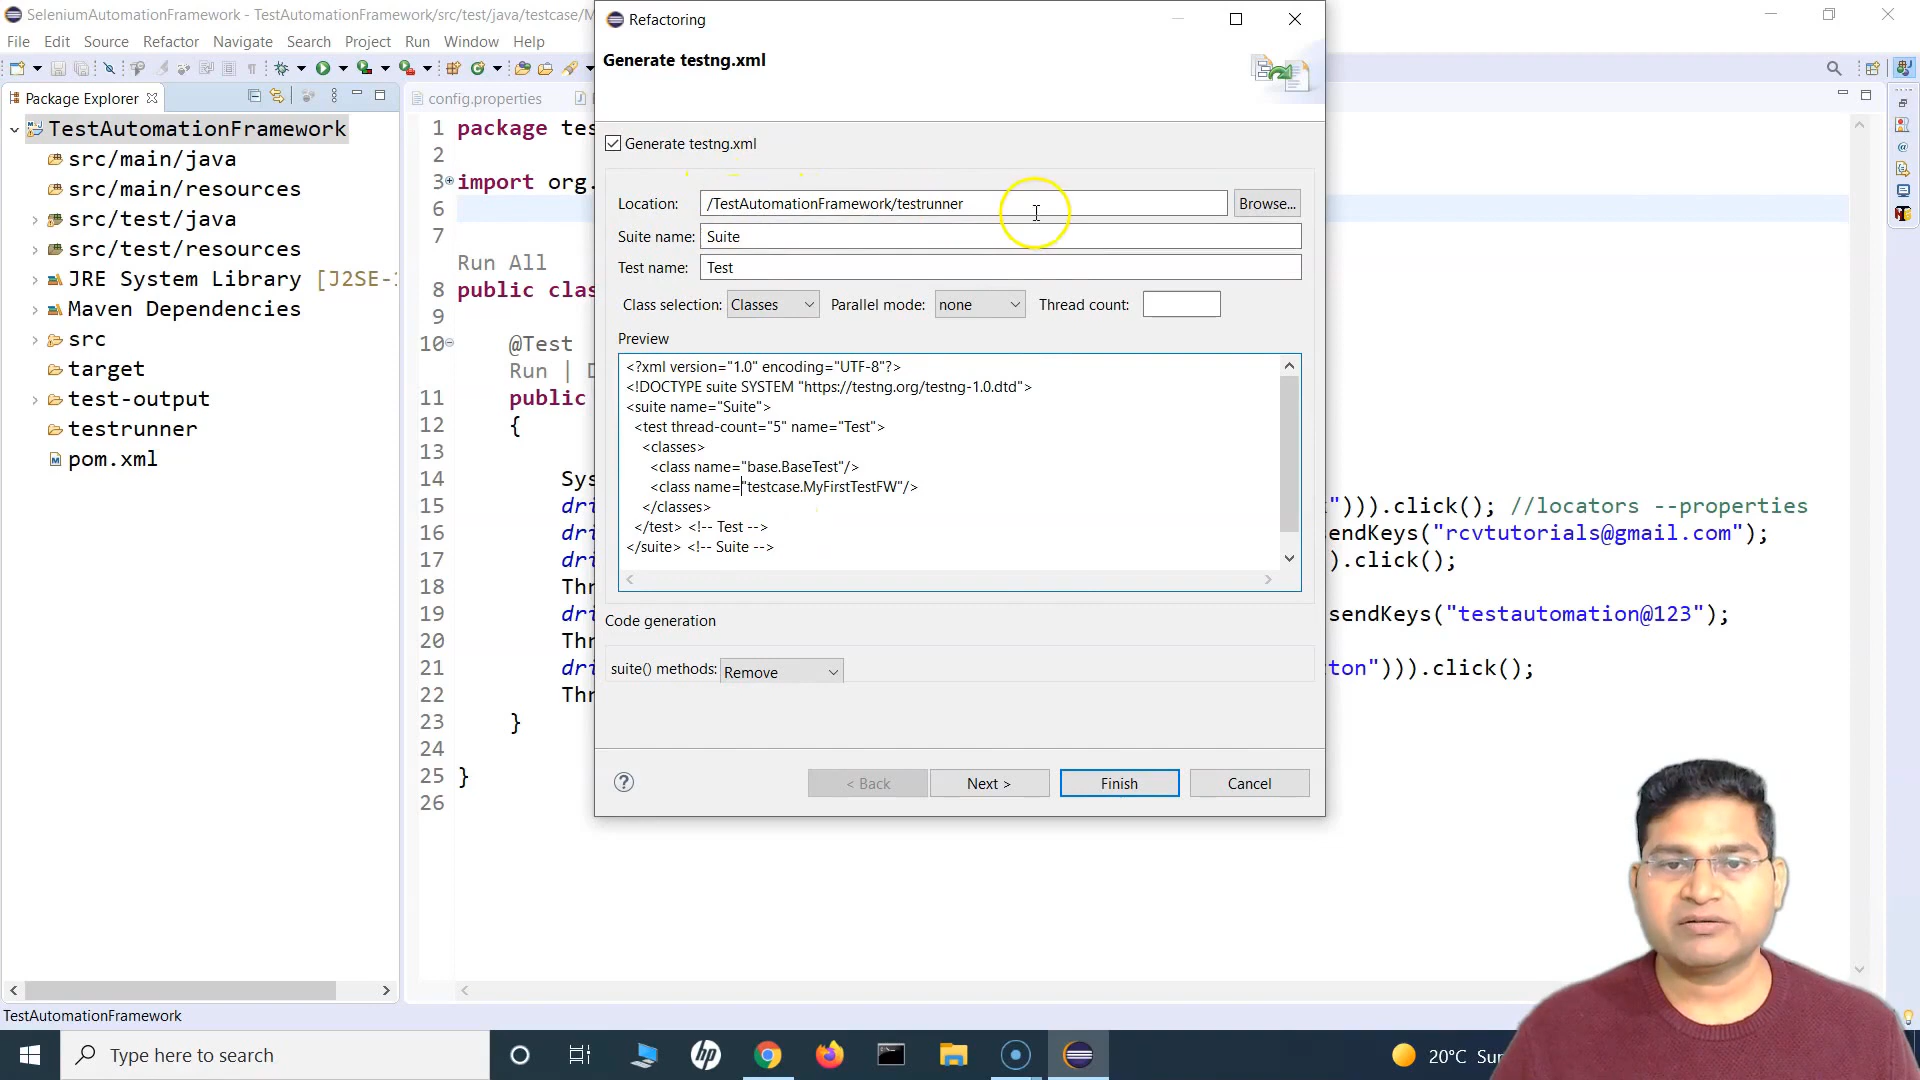 SeleniumAutomationFramework - TestAutomationFramework/src/test/java/testcase/M
File Edit Source Refactor Navigate Search Project Run Window Help
Package Explorer
TestAutomationFramework
src/main/java
src/main/resources
src/test/java
src/test/resources
JRE System Library [J2SE-1
Maven Dependencies
src
target
test-output
testrunner
pom.xml
config.properties
1 package tes
2
3 import org.
6
7
Run All
8 public clas
9
10 @Test
Run | D
11 public
12 {
13
14 Sys
15 dri "))).click(); //locators --properties
16 dri sendKeys("rcvtutorials@gmail.com");
17 dri ).click();
18 Thr
19 dri sendKeys("testautomation@123");
20 Thr
21 dri ton"))).click();
22 Thr
23 }
24
25 }
26
Refactoring
Generate testng.xml
Generate testng.xml
Location: /TestAutomationFramework/testrunner Browse...
Suite name: Suite
Test name: Test
Class selection: Classes Parallel mode: none Thread count:
Preview
<?xml version="1.0" encoding="UTF-8"?>
<!DOCTYPE suite SYSTEM "https://testng.org/testng-1.0.dtd">
<suite name="Suite">
<test thread-count="5" name="Test">
<classes>
<class name="base.BaseTest"/>
<class name="testcase.MyFirstTestFW"/>
</classes>
</test> <!-- Test -->
</suite> <!-- Suite -->
Code generation
suite() methods: Remove
< Back Next > Finish Cancel
TestAutomationFramework
Type here to search
20°C Sun